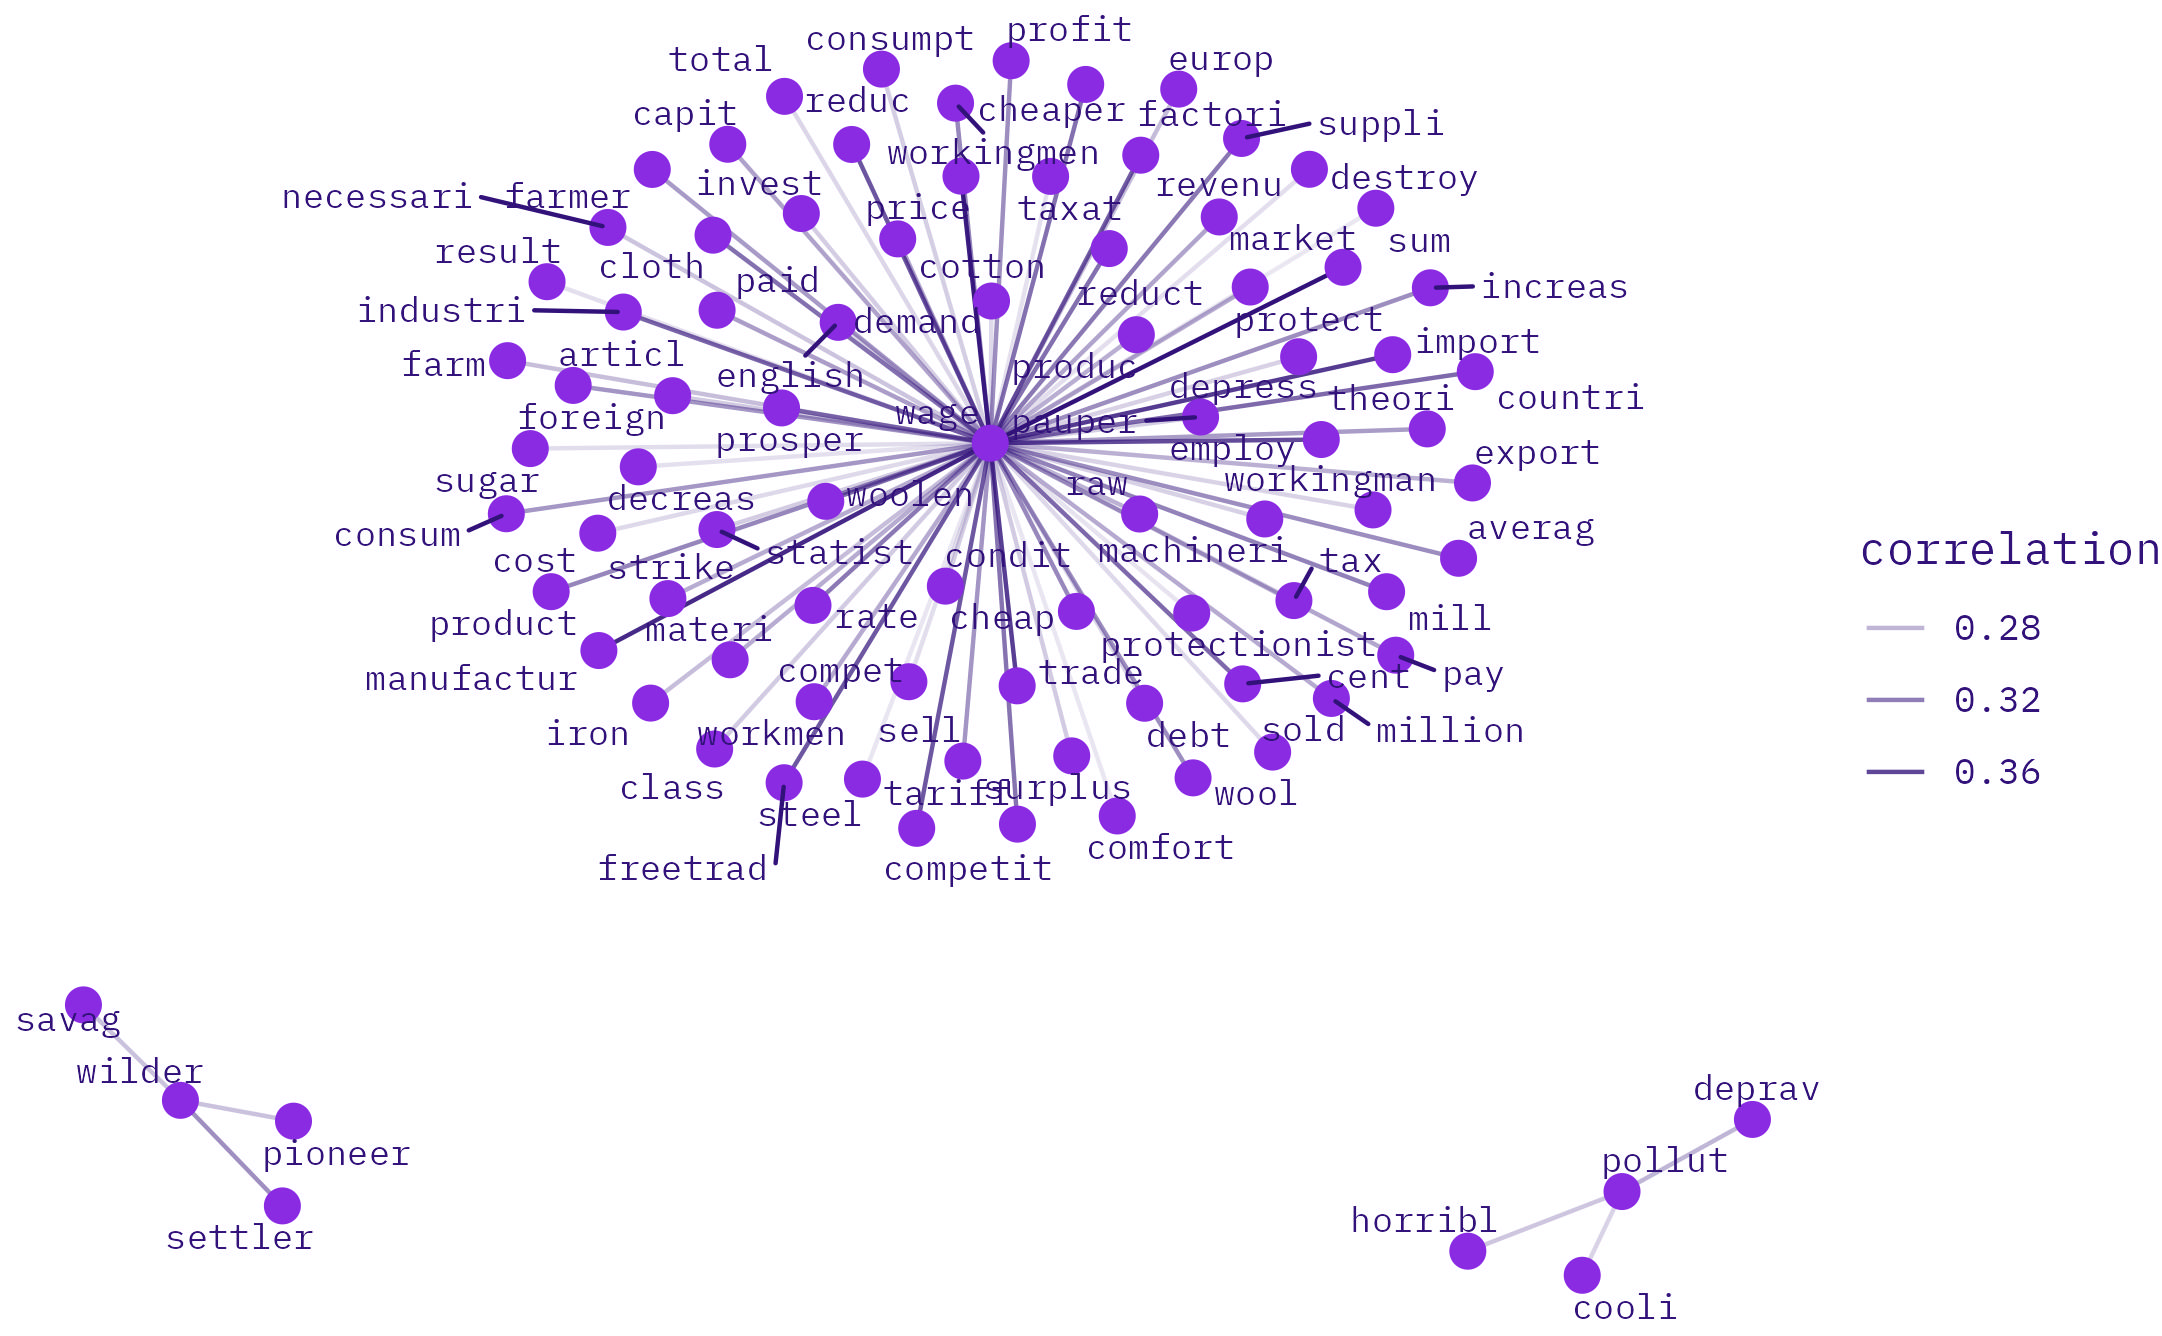 profit
consumpt
total
europ
reduc
cheaper
factori
capit
suppli
workingmen
invest
revenu
destroy
necessari
farmer
price
taxat
market
sum
result
cloth
cotton
paid
reduct
increas
industri
demand
protect
import
articl
farm
english
produc
depress
theori
countri
foreign
wage
pauper
prosper
employ
export
sugar
raw
workingman
decreas
woolen
averag
consum
cost
strike
statist
condit
machineri
tax
product
materi
rate
cheap
mill
protectionist
manufactur
compet
trade
cent
pay
iron
workmen
sell
debt
sold
million
class
steel
tariff
surplus
wool
freetrad
competit
comfort
correlation
0.28
0.32
0.36
savag
wilder
pioneer
settler
deprav
pollut
horribl
cooli